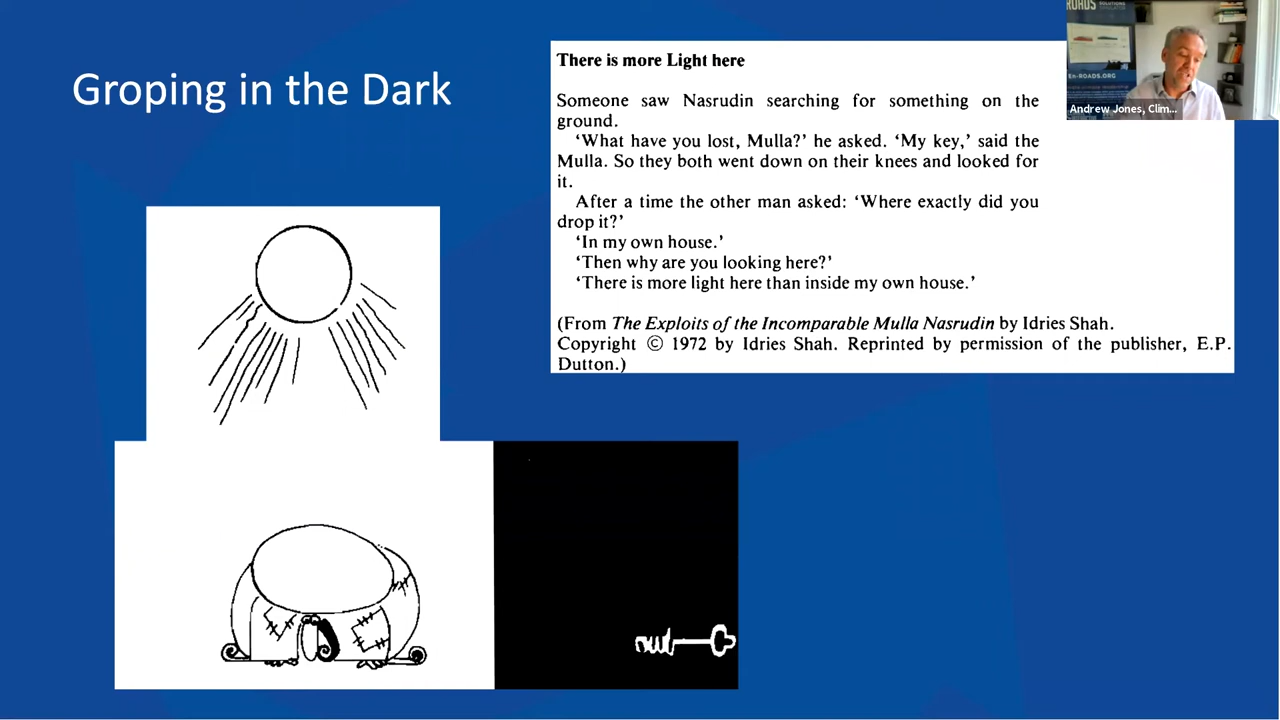 Groping in the Dark
There is more Light here
Someone saw Nasrudin searching for something on the
ground.
‘What have you lost, Mulla?’ he asked. ‘My key,’ said the
Mulla. So they both went down on their knees and looked for
it.
After a time the other man asked: ‘Where exactly did you
drop it?’
‘In my own house.’
‘Then why are you looking here?’
‘There is more light here than inside my own house.’
(From The Exploits of the Incomparable Mulla Nasrudin by Idries Shah.
Copyright © 1972 by Idries Shah. Reprinted by permission of the publisher, E.P.
Dutton.)
ROADS
En-ROADS.ORG
Andrew Jones, Clim...